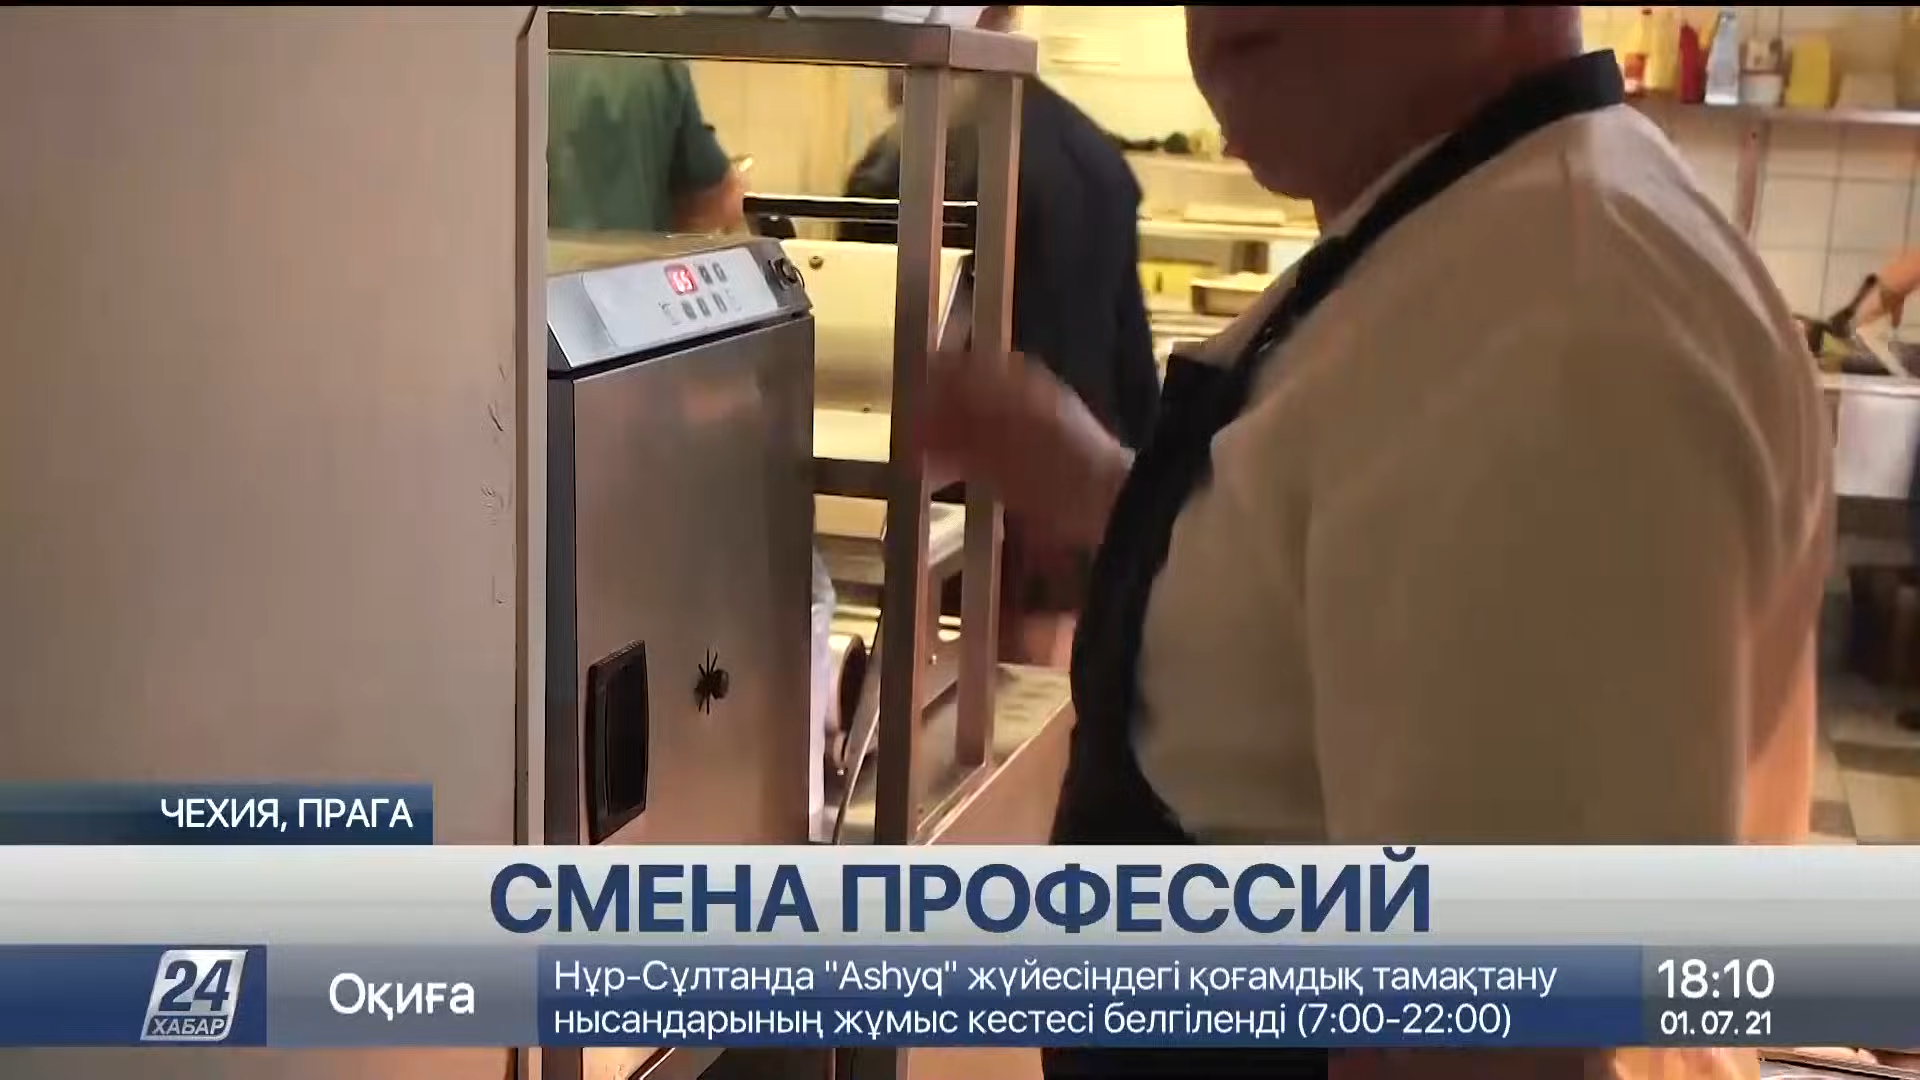 65
ЧЕХИЯ, ПРАГА
СМЕНА ПРОФЕССИЙ
24
ХАБАР
Оқиға
Нұр-Сұлтанда "Ashyq" жүйесіндегі қоғамдық тамақтану
нысандарының жұмыс кестесі белгіленді (7:00-22:00)
18:10
01. 07. 21